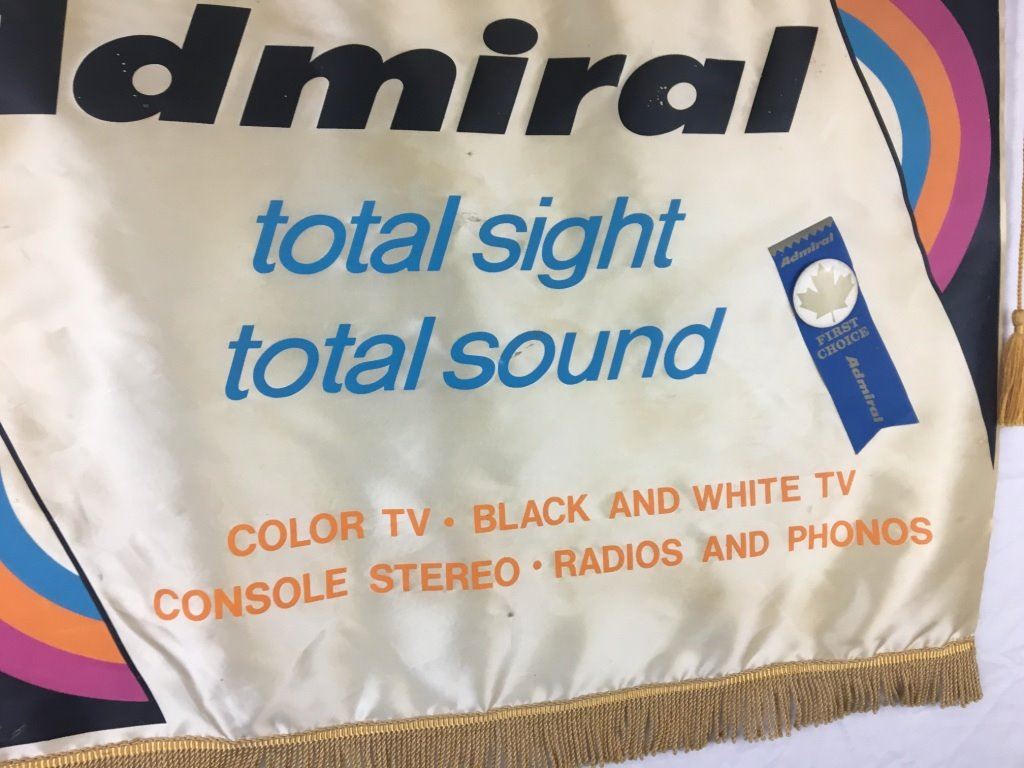 Admiral
total sight
total sound
Admiral
FIRST
CHOICE
Admiral
COLOR TV • BLACK AND WHITE TV
CONSOLE STEREO • RADIOS AND PHONOS